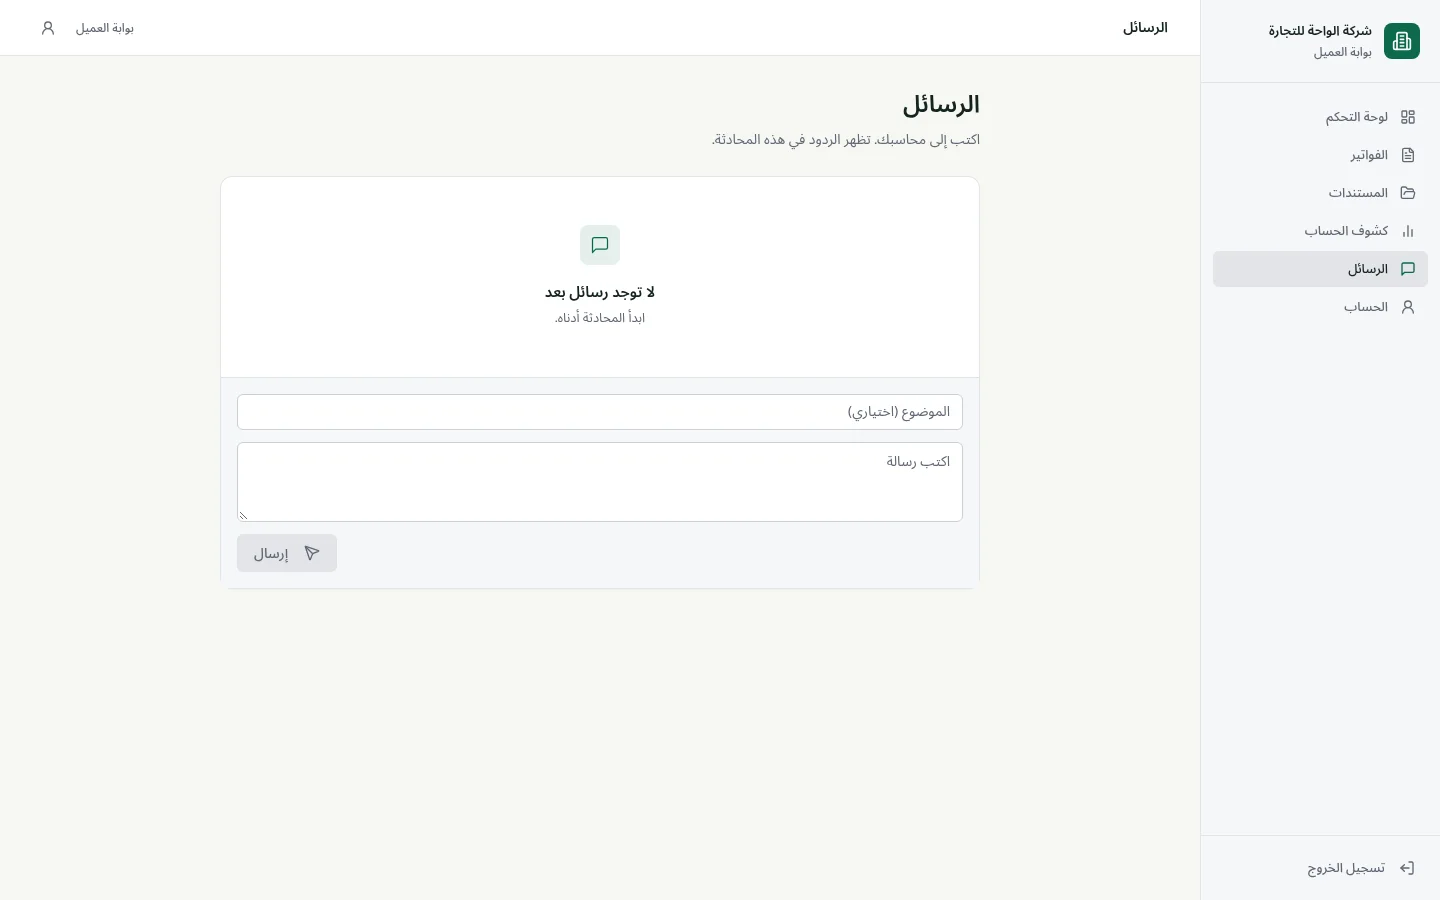 شركة الواحة للتجارة
بوابة العميل
لوحة التحكم
الفواتير
المستندات
كشوف الحساب
الرسائل
الحساب
تسجيل الخروج
الرسائل
بوابة العميل
الرسائل
اكتب إلى محاسبك. تظهر الردود في هذه المحادثة.
لا توجد رسائل بعد
ابدأ المحادثة أدناه.
الموضوع (اختياري)
اكتب رسالة
إرسال